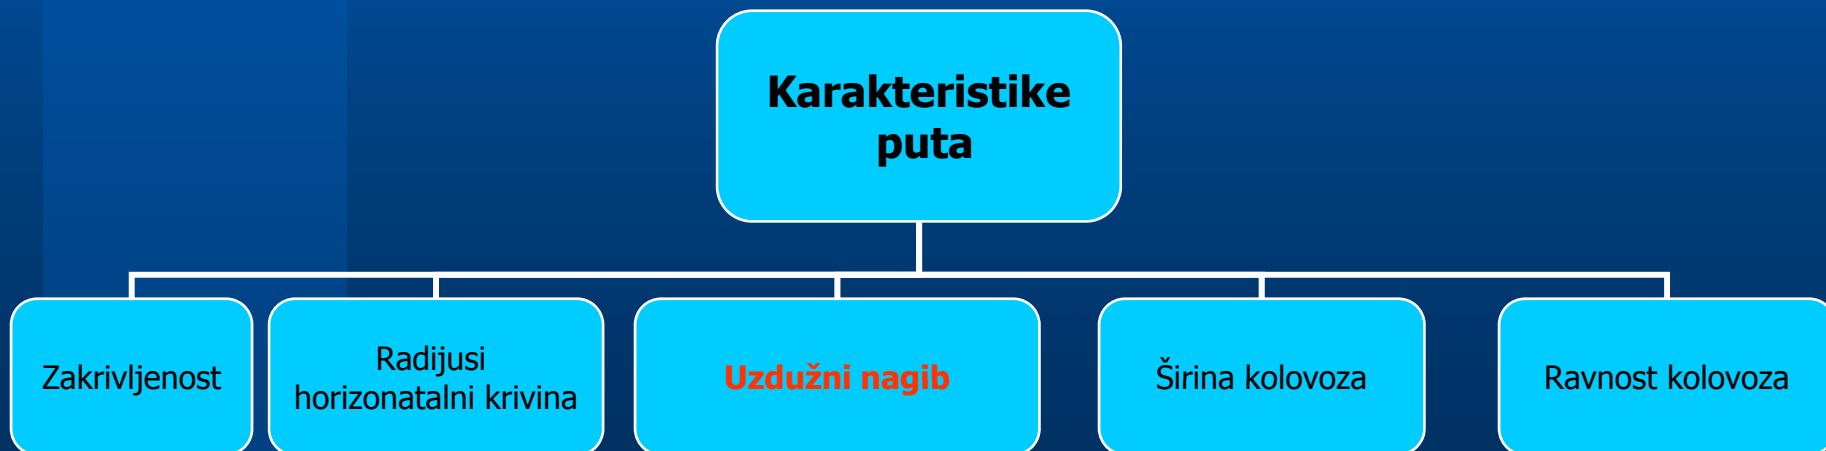 Karakteristike
puta
Zakrivljenost
Radijusi
horizonatalni krivina
Uzdužni nagib
Širina kolovoza
Ravnost kolovoza